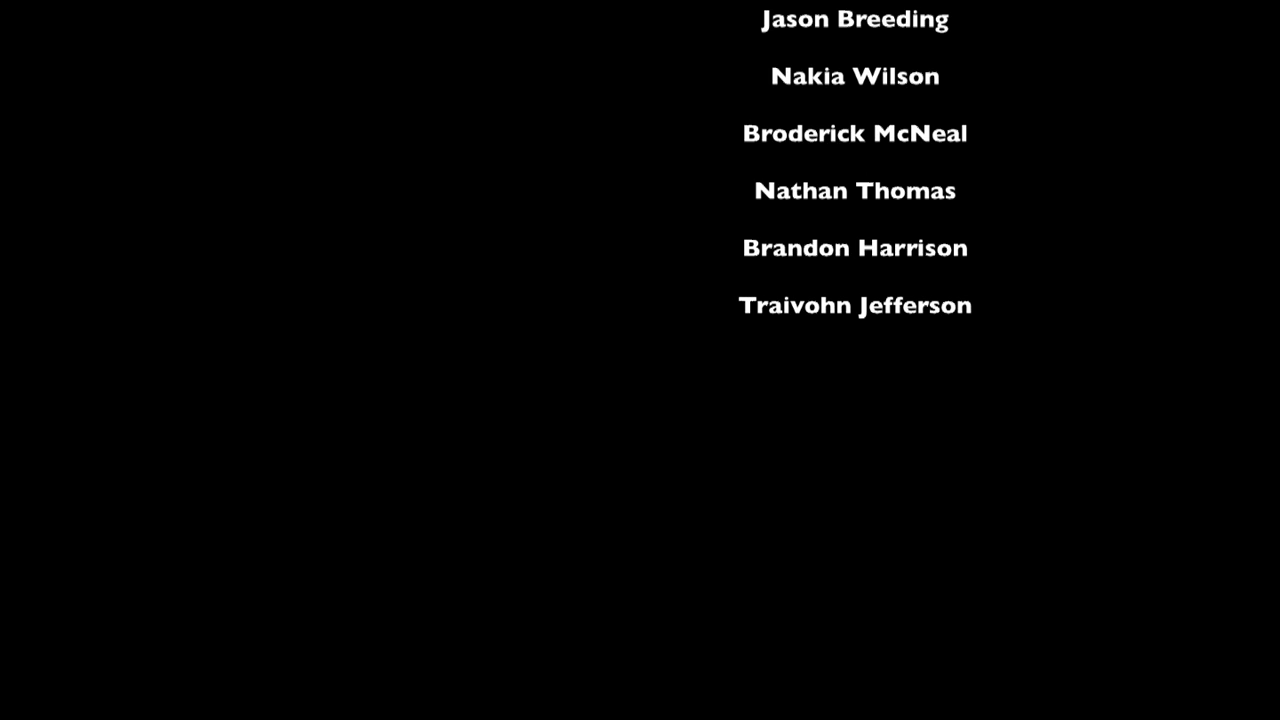 Jason Breeding
Nakia Wilson
Broderick McNeal
Nathan Thomas
Brandon Harrison
Traivohn Jefferson